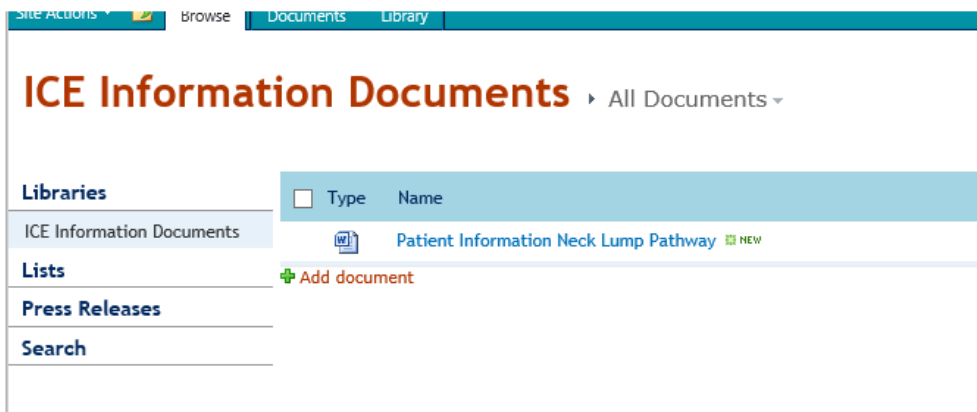 Site Actions Browse Documents Library
ICE Information Documents All Documents
Libraries
ICE Information Documents
Lists
Press Releases
Search
Type Name
Patient Information Neck Lump Pathway NEW
Add document